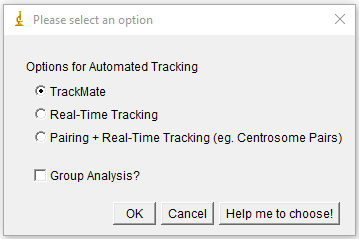 Please select an option
Options for Automated Tracking
TrackMate
Real-Time Tracking
Pairing + Real-Time Tracking (eg. Centrosome Pairs)
Group Analysis?
OK Cancel Help me to choose!